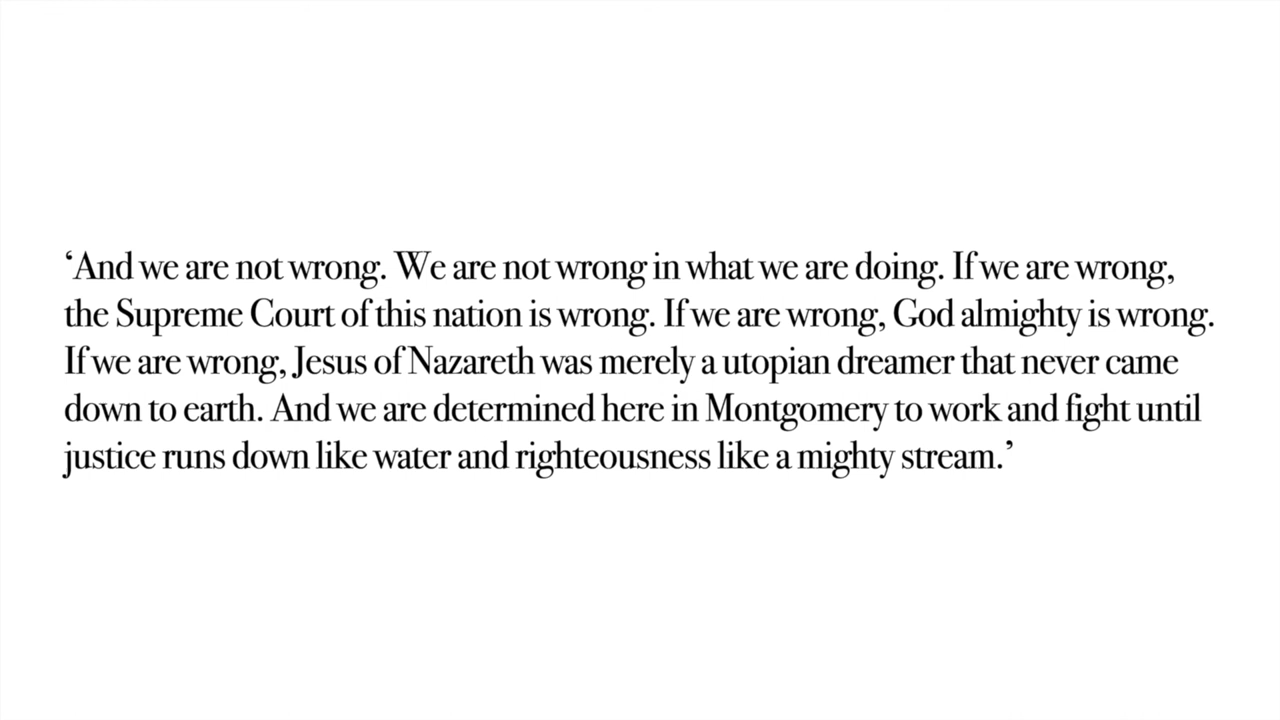 ‘And we are not wrong. We are not wrong in what we are doing. If we are wrong,
the Supreme Court of this nation is wrong. If we are wrong, God almighty is wrong.
If we are wrong, Jesus of Nazareth was merely a utopian dreamer that never came
down to earth. And we are determined here in Montgomery to work and fight until
justice runs down like water and righteousness like a mighty stream.’